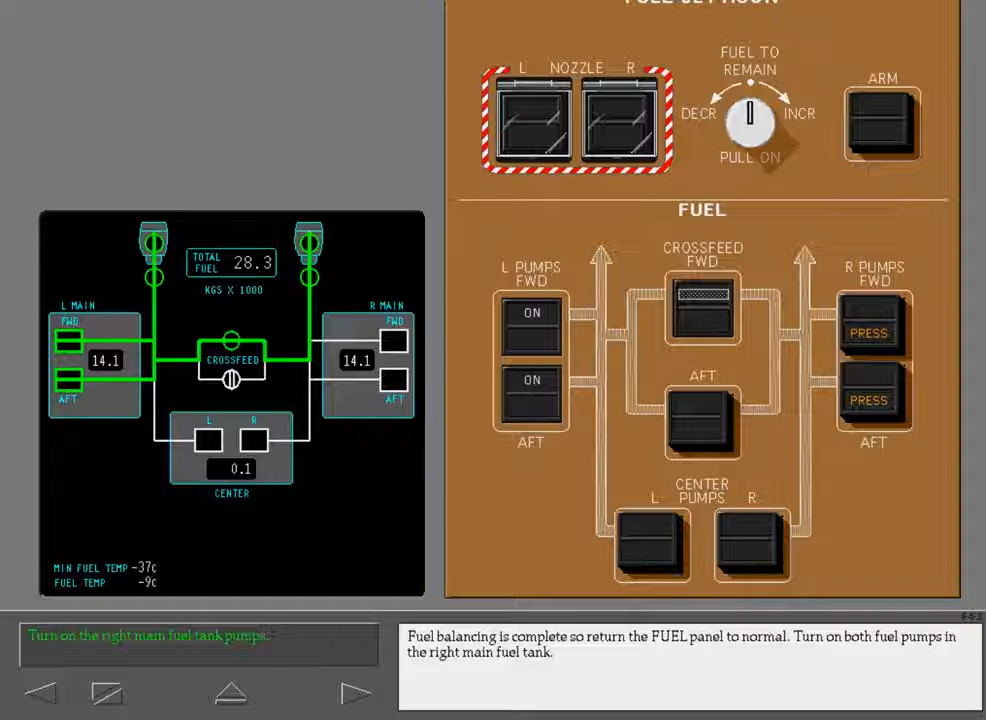 L NOZZLE R
FUEL TO
REMAIN
DECR
INCR
PULL ON
ARM
FUEL
CROSSFEED
FWD
L PUMPS
FWD
R PUMPS
FWD
ON
PRESS
AFT
ON
PRESS
AFT
AFT
CENTER
L PUMPS R
TOTAL
FUEL 28.3
KGS X 1000
L MAIN
R MAIN
FWD
FWD
14.1
CROSSFEED
14.1
AFT
AFT
L R
0.1
CENTER
MIN FUEL TEMP -37c
FUEL TEMP -9c
Turn on the right main fuel tank pumps.
Fuel balancing is complete so return the FUEL panel to normal. Turn on both fuel pumps in
the right main fuel tank.